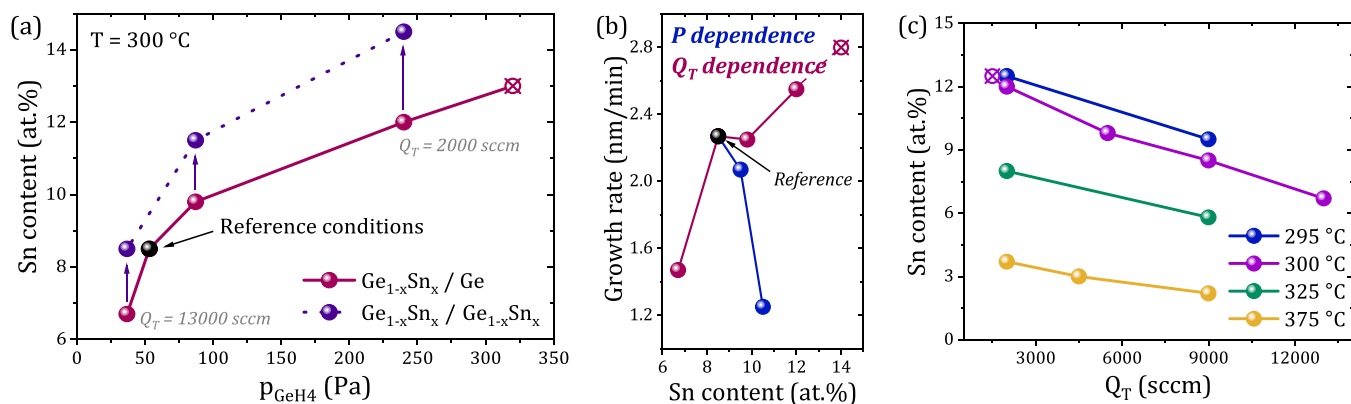 (a)
T = 300 °C
14
12
10
8
6
Sn content (at.%)
Q_T = 2000 sccm
Reference conditions
Ge1-xSnx / Ge
Ge1-xSnx / Ge1-xSnx
Q_T = 13000 sccm
0 50 100 150 200 250 300 350
pGeH4 (Pa)
(b)
P dependence
Q_T dependence
2.8
2.4
2.0
1.6
1.2
Growth rate (nm/min)
Reference
6 8 10 12 14
Sn content (at.%)
(c)
15
12
9
6
3
0
Sn content (at.%)
295 °C
300 °C
325 °C
375 °C
3000 6000 9000 12000
Q_T (sccm)